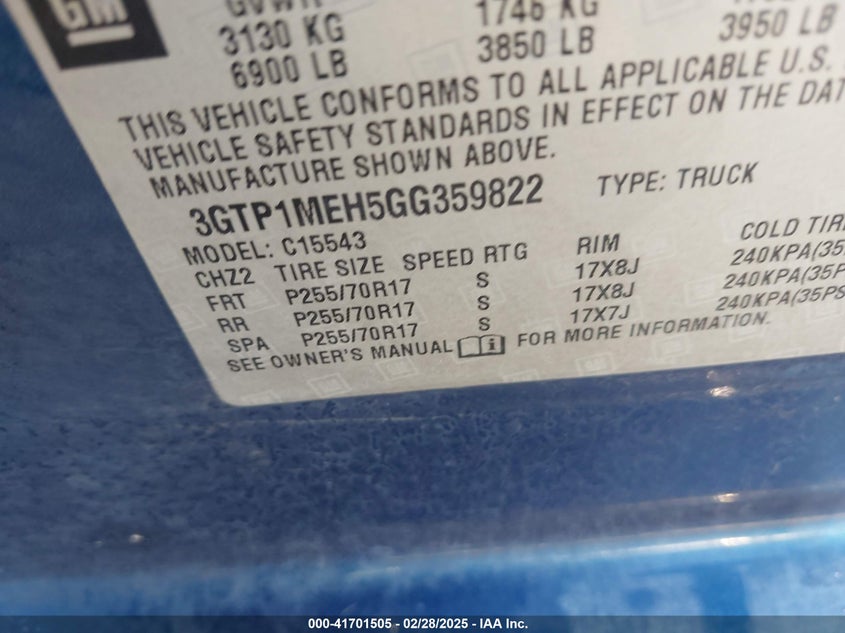 GM
GVWR
3130 KG
6900 LB
1746 KG
3850 LB
3950 LB
THIS VEHICLE CONFORMS TO ALL APPLICABLE U.S.
VEHICLE SAFETY STANDARDS IN EFFECT ON THE DAT
MANUFACTURE SHOWN ABOVE.
3GTP1MEH5GG359822 TYPE: TRUCK
MODEL: C15543
CHZ2 TIRE SIZE SPEED RTG RIM COLD TIRE
FRT P255/70R17 S 17X8J 240KPA(35
RR P255/70R17 S 17X8J 240KPA(35PS
SPA P255/70R17 S 17X7J 240KPA(35PS
SEE OWNER'S MANUAL FOR MORE INFORMATION.
000-41701505 / 02/28/2025 - IAA Inc.